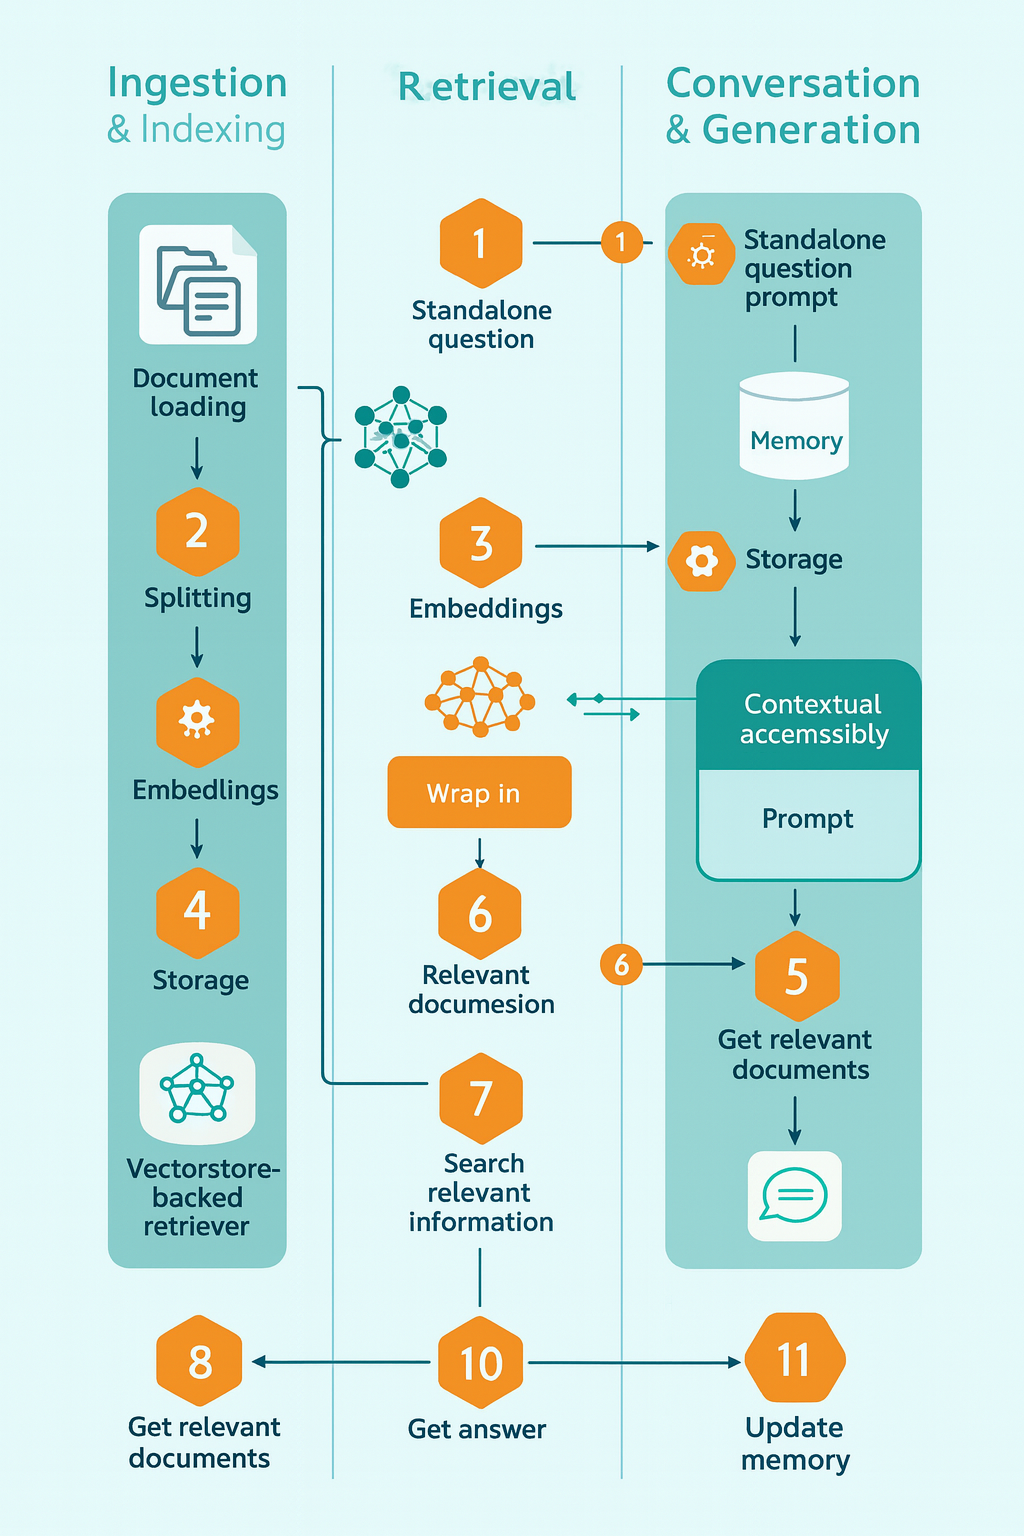 Ingestion
& Indexing
Retrieval
Conversation
& Generation
Document
loading
2
Splitting
Embedlings
4
Storage
Vectorstore-
backed
retriever
1
Standalone
question
3
Embeddings
Wrap in
6
Relevant
documesion
7
Search
relevant
information
1
Standalone
question
prompt
Memory
Storage
Contextual
accemssibly
Prompt
6
5
Get relevant
documents
8
Get relevant
documents
10
Get answer
11
Update
memory